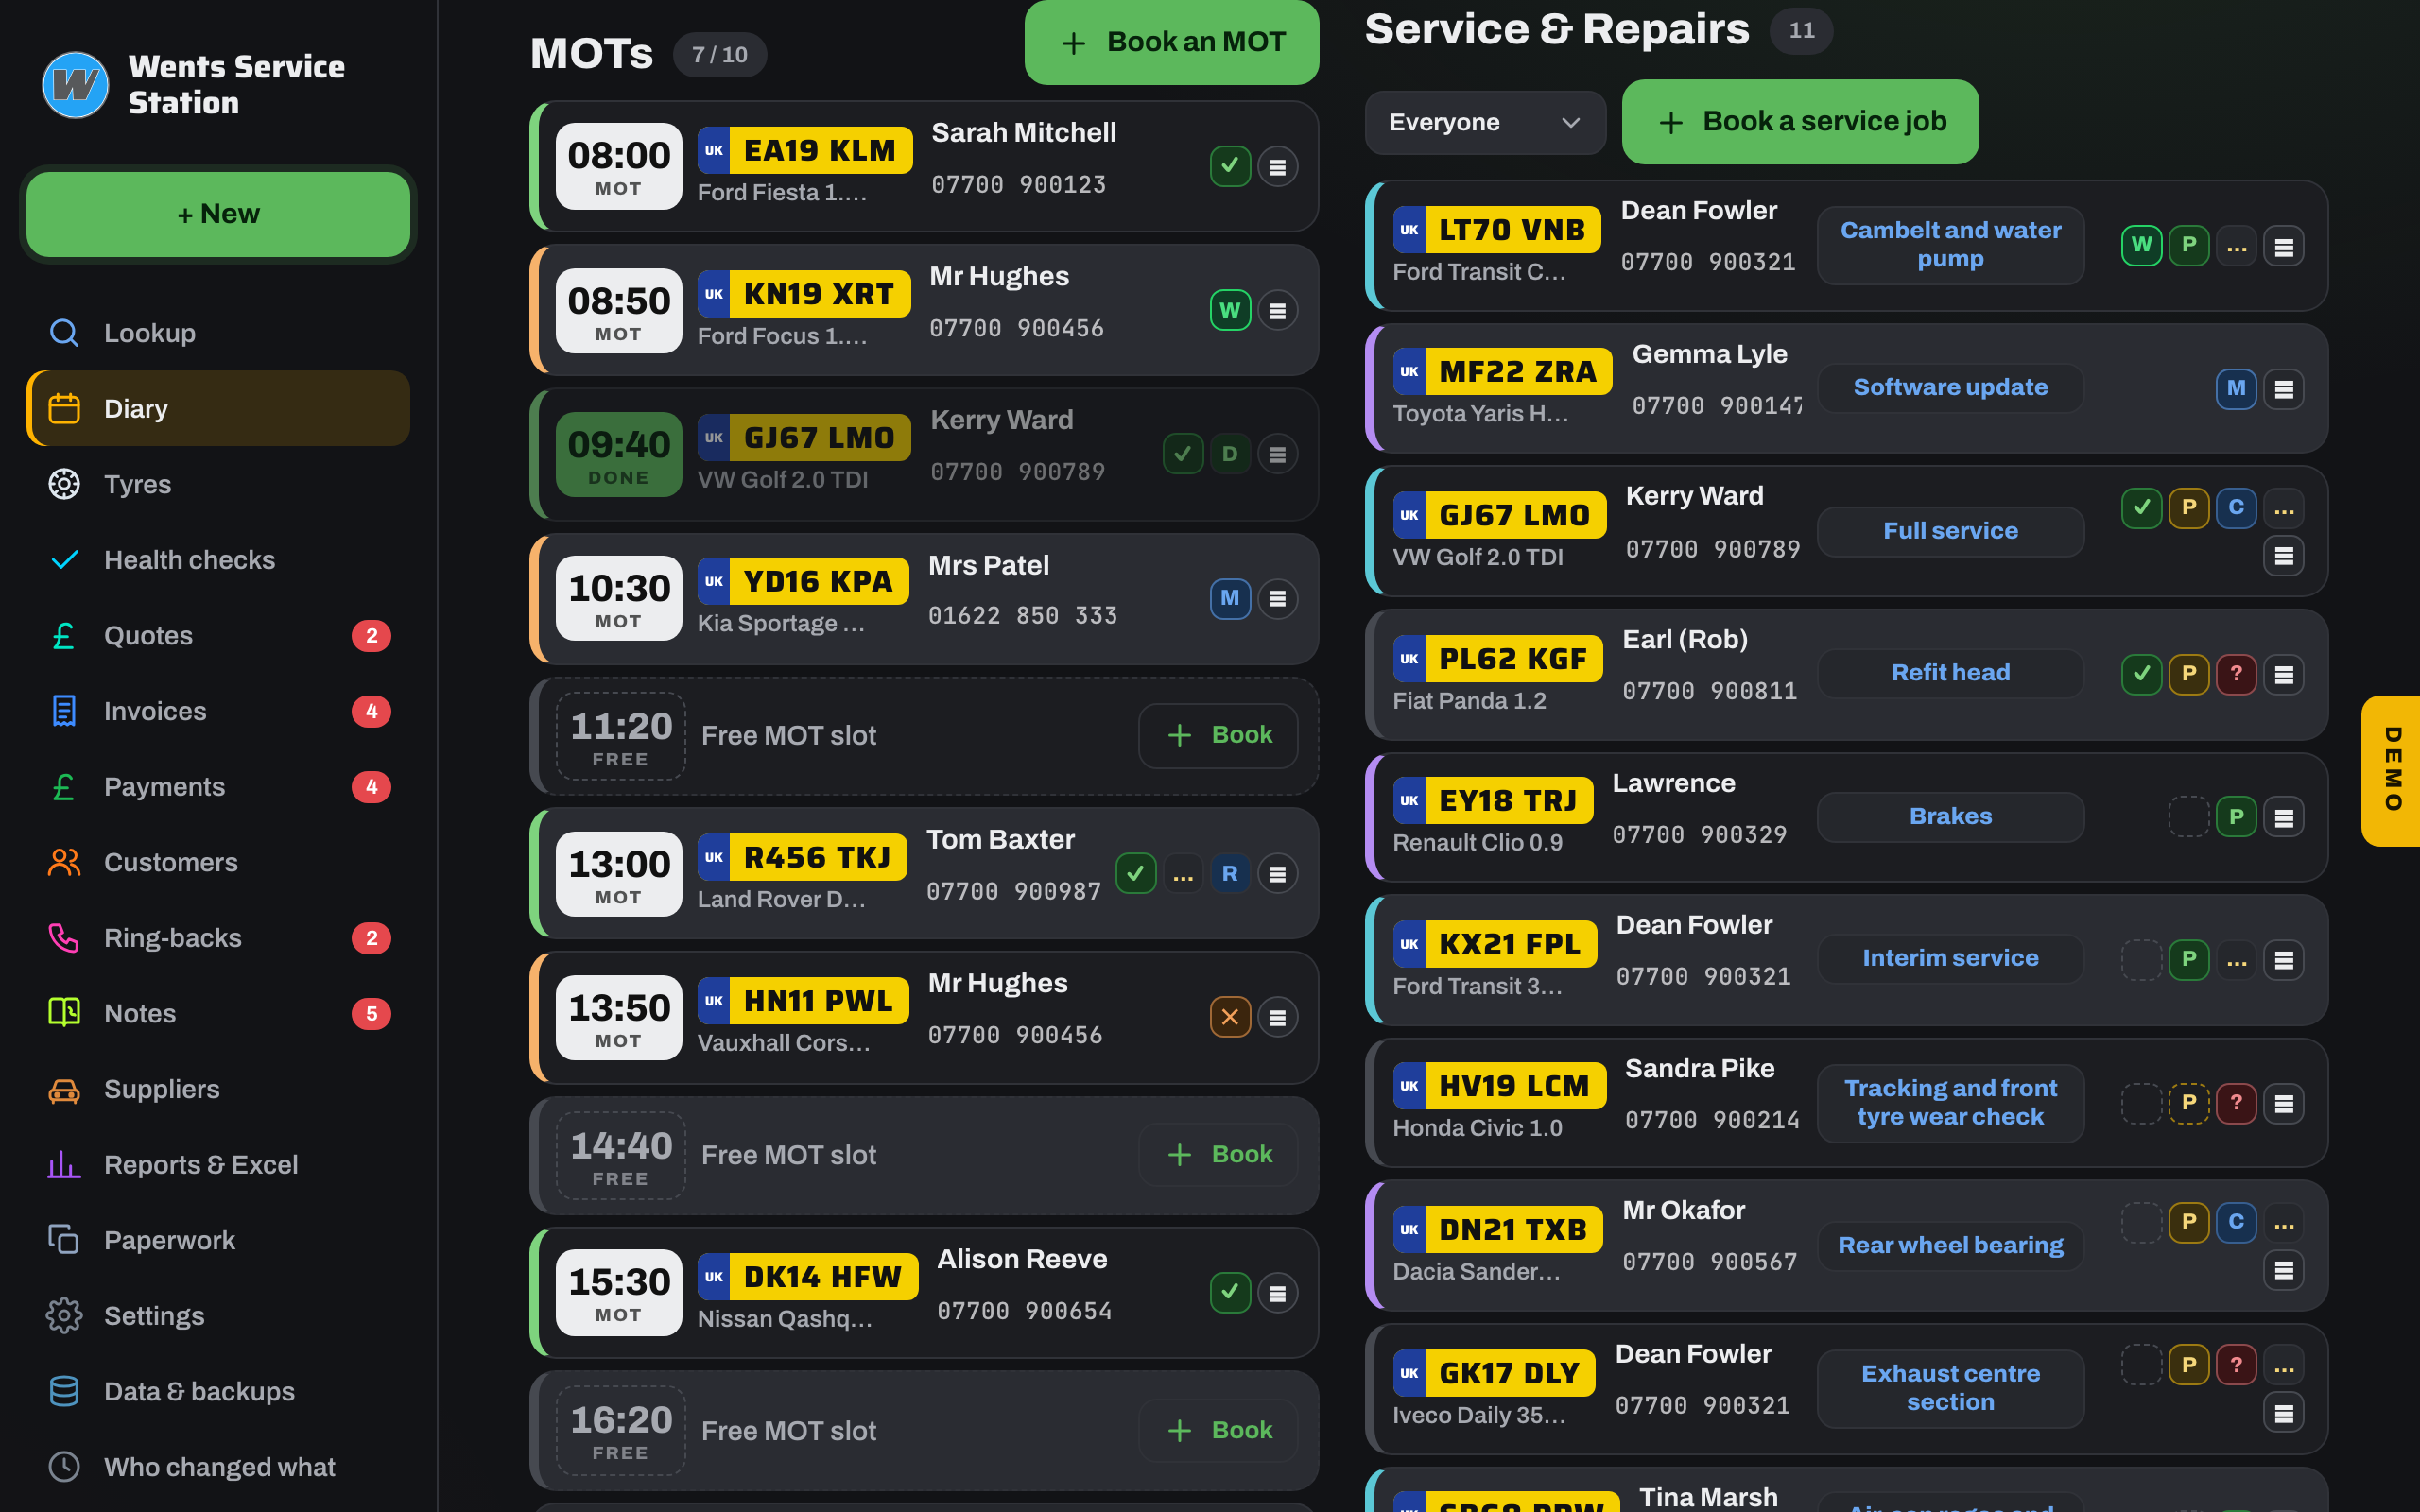 Wents Service
Station
+ New
Lookup
Diary
Tyres
Health checks
Quotes 2
Invoices 4
Payments 4
Customers
Ring-backs 2
Notes 5
Suppliers
Reports & Excel
Paperwork
Settings
Data & backups
Who changed what
MOTs 7 / 10
+ Book an MOT
08:00 MOT
UK EA19 KLM
Ford Fiesta 1....
Sarah Mitchell
07700 900123
08:50 MOT
UK KN19 XRT
Ford Focus 1....
Mr Hughes
07700 900456
W
09:40 DONE
UK GJ67 LMO
VW Golf 2.0 TDI
Kerry Ward
07700 900789
D
10:30 MOT
UK YD16 KPA
Kia Sportage ...
Mrs Patel
01622 850 333
M
11:20 FREE
Free MOT slot
+ Book
13:00 MOT
UK R456 TKJ
Land Rover D...
Tom Baxter
07700 900987
... R
13:50 MOT
UK HN11 PWL
Vauxhall Cors...
Mr Hughes
07700 900456
14:40 FREE
Free MOT slot
+ Book
15:30 MOT
UK DK14 HFW
Nissan Qashq...
Alison Reeve
07700 900654
16:20 FREE
Free MOT slot
+ Book
Service & Repairs 11
Everyone
+ Book a service job
UK LT70 VNB
Ford Transit C...
Dean Fowler
07700 900321
Cambelt and water
pump
W P ...
UK MF22 ZRA
Toyota Yaris H...
Gemma Lyle
07700 900147
Software update
M
UK GJ67 LMO
VW Golf 2.0 TDI
Kerry Ward
07700 900789
Full service
P C ...
UK PL62 KGF
Fiat Panda 1.2
Earl (Rob)
07700 900811
Refit head
P ?
UK EY18 TRJ
Renault Clio 0.9
Lawrence
07700 900329
Brakes
P
UK KX21 FPL
Ford Transit 3...
Dean Fowler
07700 900321
Interim service
P ...
UK HV19 LCM
Honda Civic 1.0
Sandra Pike
07700 900214
Tracking and front
tyre wear check
P ?
UK DN21 TXB
Dacia Sander...
Mr Okafor
07700 900567
Rear wheel bearing
P C ...
UK GK17 DLY
Iveco Daily 35...
Dean Fowler
07700 900321
Exhaust centre
section
P ? ...
Tina Marsh
DEMO